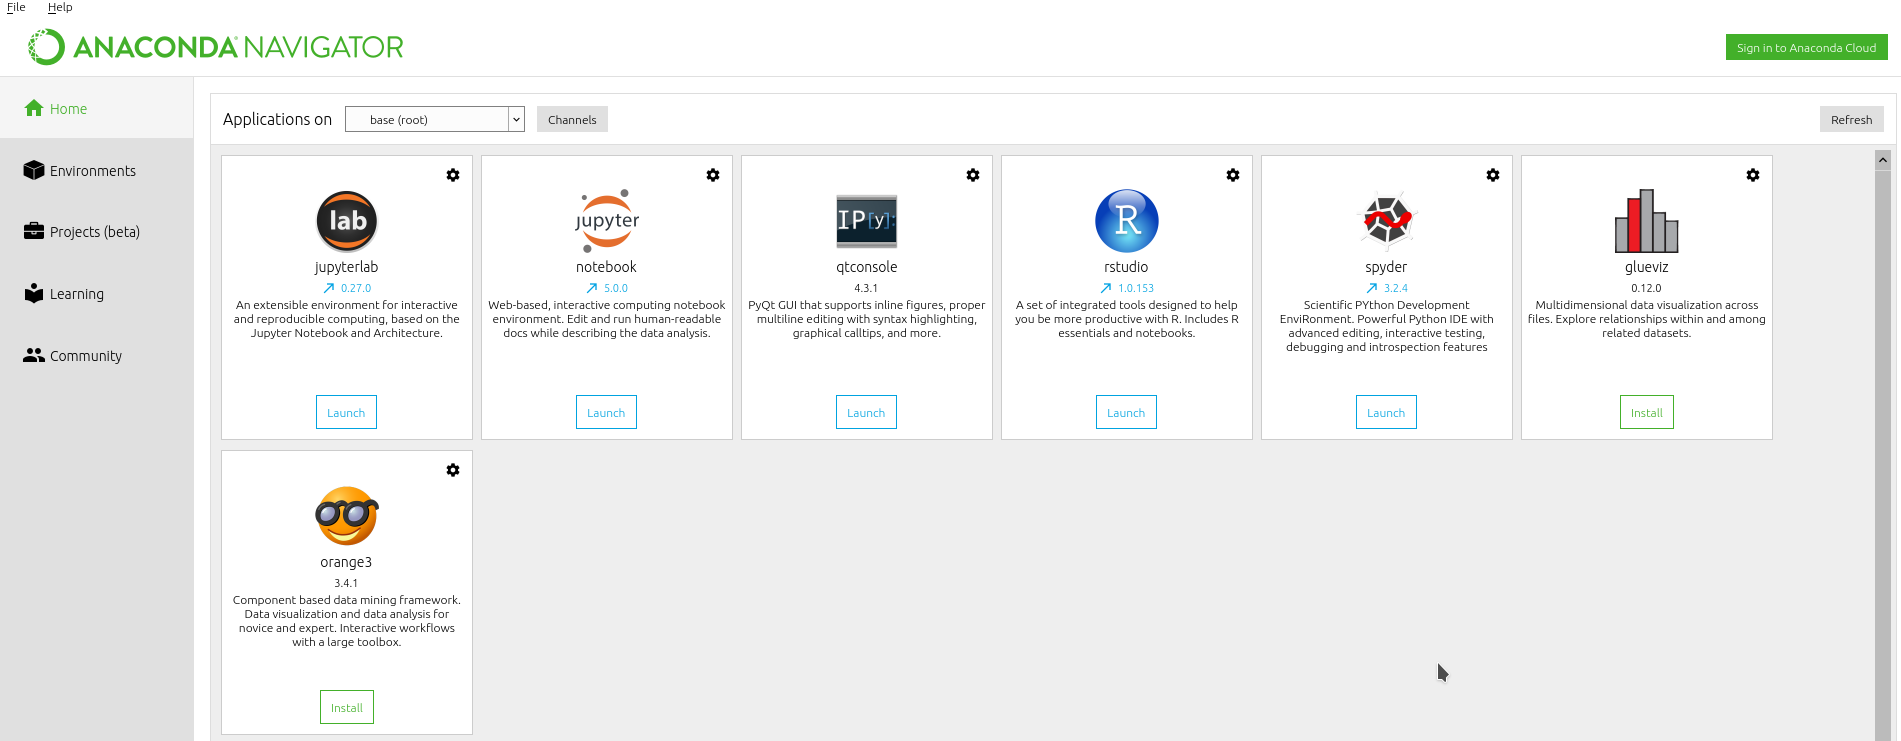 File Help
ANACONDA NAVIGATOR
Sign in to Anaconda Cloud
Home
Environments
Projects (beta)
Learning
Community
Applications on base (root) Channels Refresh
lab
jupyterlab
0.27.0
An extensible environment for interactive
and reproducible computing, based on the
Jupyter Notebook and Architecture.
Launch
jupyter
notebook
5.0.0
Web-based, interactive computing notebook
environment. Edit and run human-readable
docs while describing the data analysis.
Launch
IP[y]:
qtconsole
4.3.1
PyQt GUI that supports inline figures, proper
multiline editing with syntax highlighting,
graphical calltips, and more.
Launch
R
rstudio
1.0.153
A set of integrated tools designed to help
you be more productive with R. Includes R
essentials and notebooks.
Launch
spyder
3.2.4
Scientific PYthon Development
EnviRonment. Powerful Python IDE with
advanced editing, interactive testing,
debugging and introspection features
Launch
glueviz
0.12.0
Multidimensional data visualization across
files. Explore relationships within and among
related datasets.
Install
orange3
3.4.1
Component based data mining framework.
Data visualization and data analysis for
novice and expert. Interactive workflows
with a large toolbox.
Install